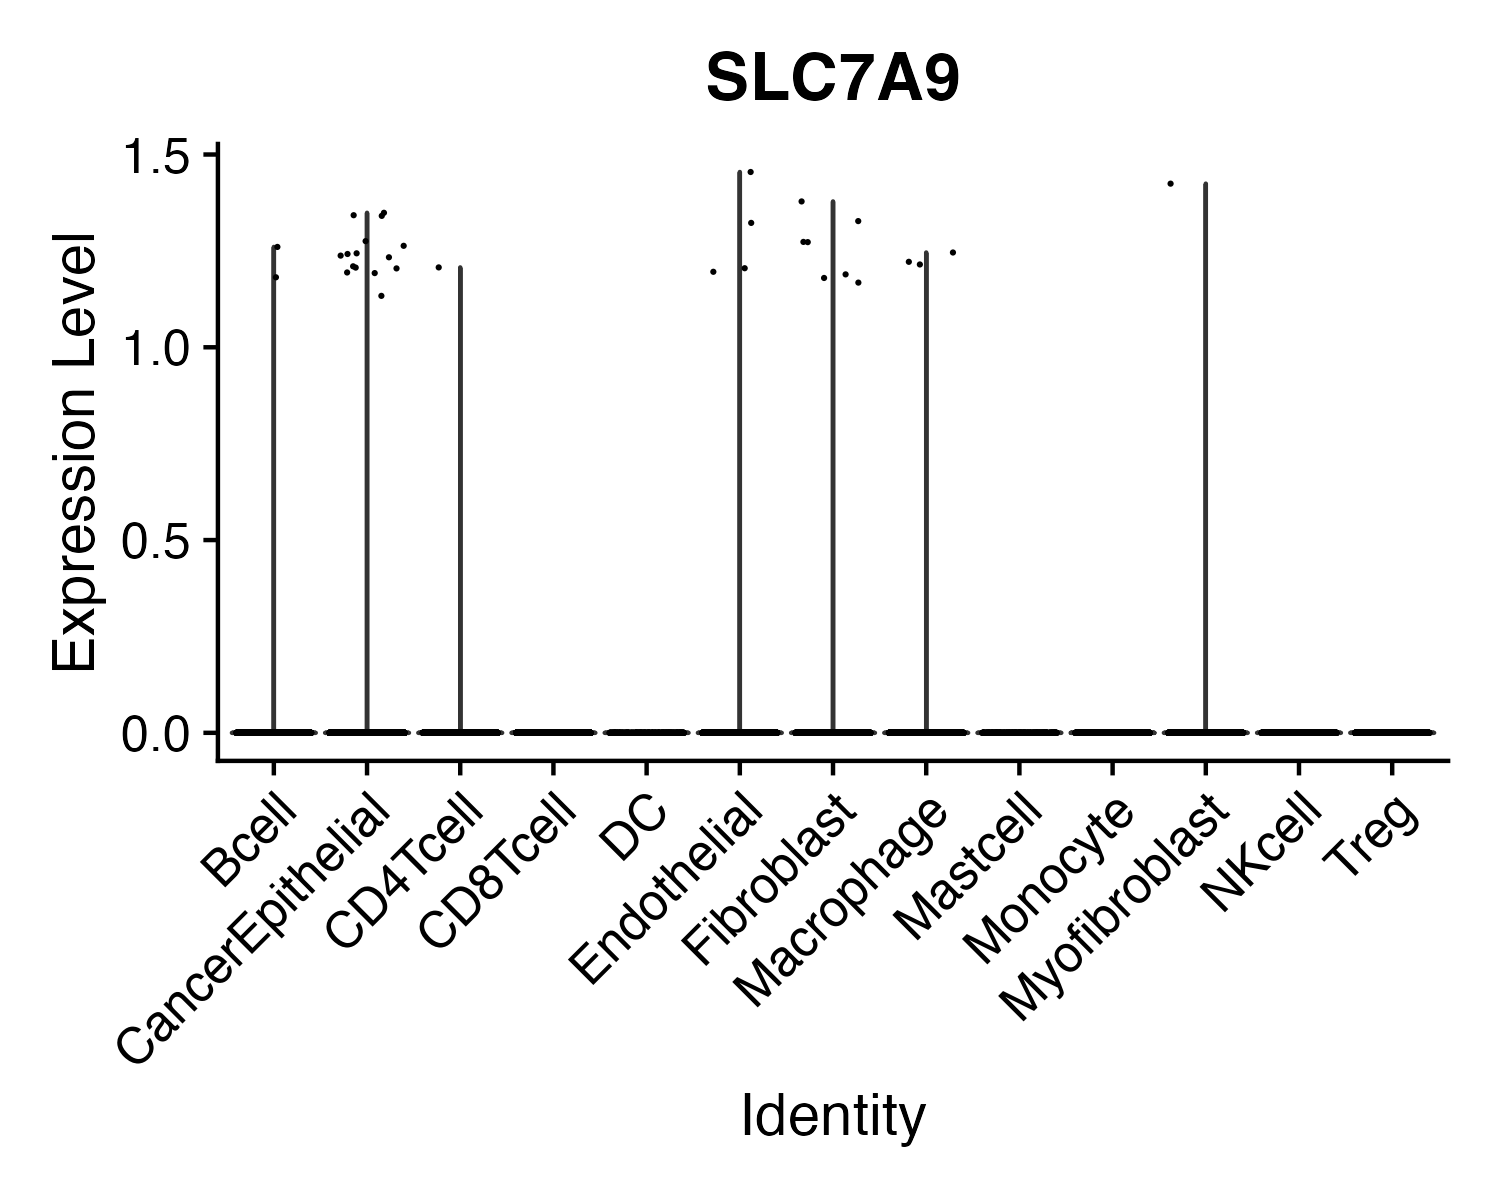 SLC7A9
Expression Level
1.5
1.0
0.5
0.0
Bcell
CancerEpithelial
CD4Tcell
CD8Tcell
DC
Endothelial
Fibroblast
Macrophage
Mastcell
Monocyte
Myofibroblast
NKcell
Treg
Identity